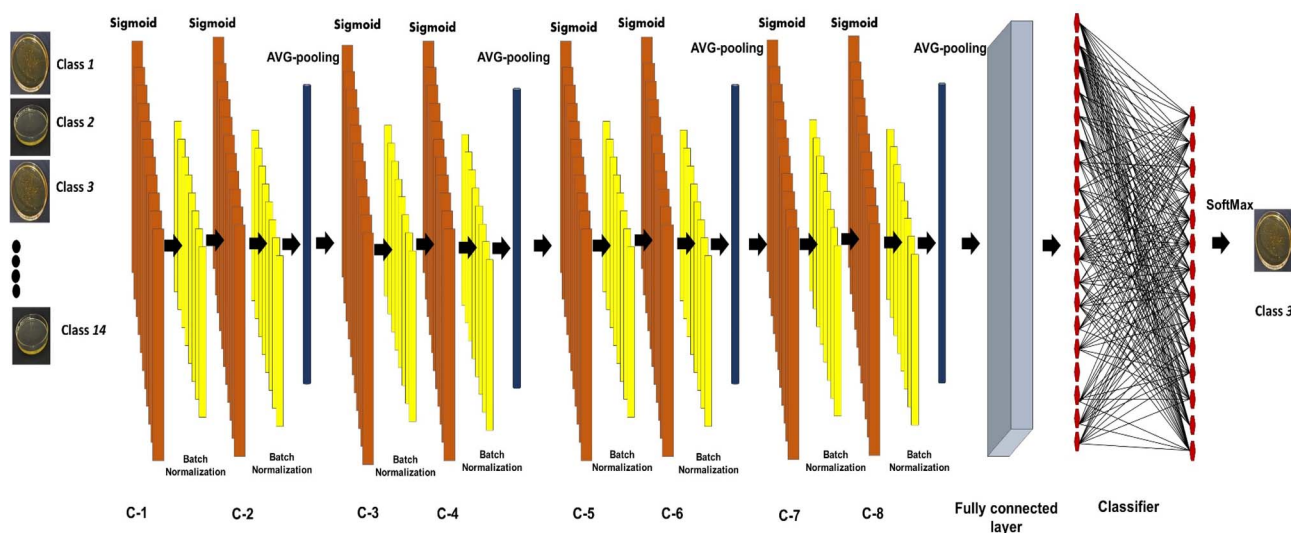 Sigmoid
Sigmoid
AVG-pooling
Sigmoid
Sigmoid
AVG-pooling
Sigmoid
Sigmoid
AVG-pooling
Sigmoid
Sigmoid
AVG-pooling
Class 1
Class 2
Class 3
Class 14
SoftMax
Class 3
Batch
Normalization
Batch
Normalization
Batch
Normalization
Batch
Normalization
Batch
Normalization
Batch
Normalization
Batch
Normalization
Batch
Normalization
C-1
C-2
C-3
C-4
C-5
C-6
C-7
C-8
Fully connected
layer
Classifier